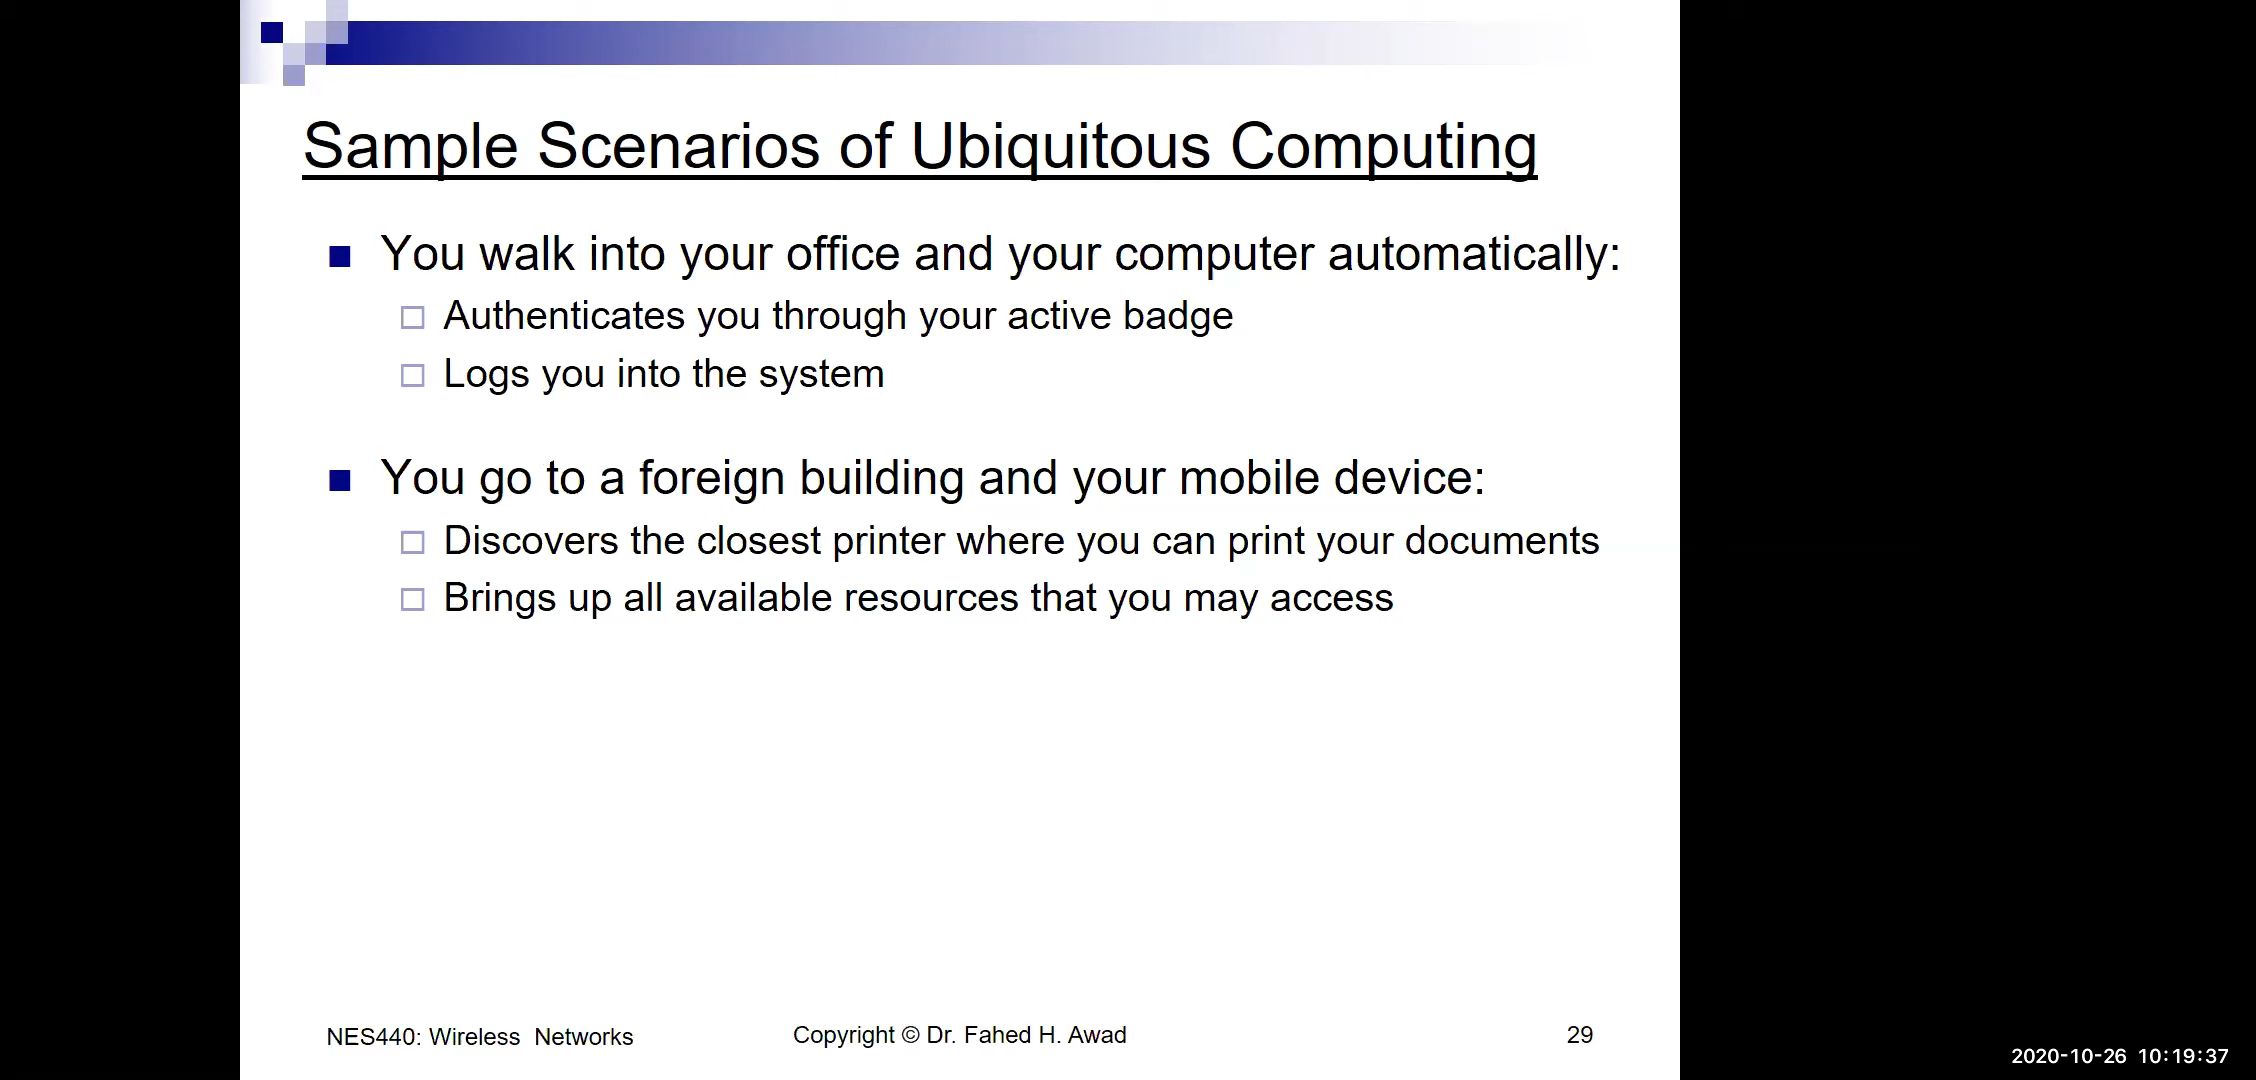 Sample Scenarios of Ubiquitous Computing
You walk into your office and your computer automatically:
Authenticates you through your active badge
Logs you into the system
You go to a foreign building and your mobile device:
Discovers the closest printer where you can print your documents
Brings up all available resources that you may access
NES440: Wireless Networks
Copyright © Dr. Fahed H. Awad
29
2020-10-26 10:19:37